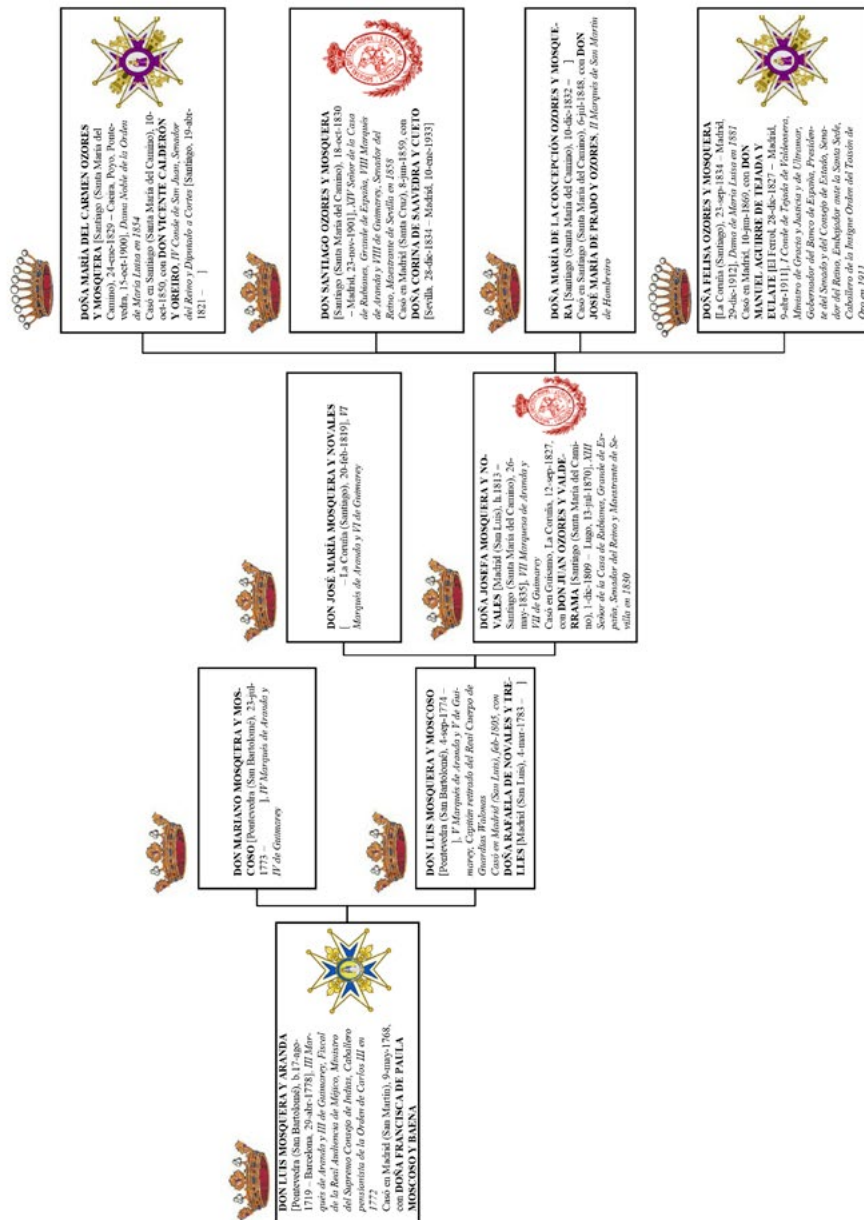 DON LUIS MOSQUERA Y ARANDA
[Pontevedra (San Bartolomé), b.17-ago-
1719 – Barcelona, 29-abr-1778], III Mar-
qués de Aranda y III de Guimarey, Fiscal
de la Real Audiencia de Méjico, Ministro
del Supremo Consejo de Indias, Caballero
pensionista de la Orden de Carlos III en
1772
Casó en Madrid (San Martín), 9-may-1768,
con DOÑA FRANCISCA DE PAULA
MOSCOSO Y BAENA
DON MARIANO MOSQUERA Y MOS-
COSO [Pontevedra (San Bartolomé), 23-jul-
1773 – ], IV Marqués de Aranda y
IV de Guimarey
DON LUIS MOSQUERA Y MOSCOSO
[Pontevedra (San Bartolomé), 4-sep-1774 –
], V Marqués de Aranda y V de Gui-
marey, Capitán retirado del Real Cuerpo de
Guardias Walonas
Casó en Madrid (San Luis), feb-1805, con
DOÑA RAFAELA DE NOVALES Y TRE-
LLES [Madrid (San Luis), 4-mar-1783 – ]
DON JOSÉ MARÍA MOSQUERA Y NOVALES
[ – La Coruña (Santiago), 20-feb-1819], VI
Marqués de Aranda y VI de Guimarey
DOÑA JOSEFA MOSQUERA Y NO-
VALES [Madrid (San Luis), h.1813 –
Santiago (Santa María del Camino), 26-
may-1835], VII Marquesa de Aranda y
VII de Guimarey
Casó en Guísamo, La Coruña, 12-sep-1827,
con DON JUAN OZORES Y VALDE-
RRAMA [Santiago (Santa María del Cami-
no), 1-dic-1809 – Lugo, 13-jul-1870], XIII
Señor de la Casa de Rubianes, Grande de Es-
paña, Senador del Reino y Maestrante de Se-
villa en 1830
DOÑA MARÍA DEL CARMEN OZORES
Y MOSQUERA [Santiago (Santa María del
Camino), 24-ene-1829 – Caeira, Poyo, Ponte-
vedra, 15-oct-1900], Dama Noble de la Orden
de María Luisa en 1854
Casó en Santiago (Santa María del Camino), 10-
oct-1850, con DON VICENTE CALDERÓN
Y OREIRO, IV Conde de San Juan, Senador
del Reino y Diputado a Cortes [Santiago, 19-abr-
1821 – ]
DON SANTIAGO OZORES Y MOSQUERA
[Santiago (Santa María del Camino), 18-oct-1830
– Madrid, 23-nov-1901], XIV Señor de la Casa
de Rubianes, Grande de España, VIII Marqués
de Aranda y VIII de Guimarey, Senador del
Reino, Maestrante de Sevilla en 1858
Casó en Madrid (Santa Cruz), 8-jun-1859, con
DOÑA CORINA DE SAAVEDRA Y CUETO
[Sevilla, 28-dic-1834 – Madrid, 10-ene-1933]
DOÑA MARÍA DE LA CONCEPCIÓN OZORES Y MOSQUE-
RA [Santiago (Santa María del Camino), 10-dic-1832 – ]
Casó en Santiago (Santa María del Camino), 6-jul-1848, con DON
JOSÉ MARÍA DE PRADO Y OZORES, II Marqués de San Martín
de Hombreiro
DOÑA FELISA OZORES Y MOSQUERA
[La Coruña (Santiago), 23-sep-1834 – Madrid,
29-dic-1912], Dama de María Luisa en 1881
Casó en Madrid, 10-jun-1869, con DON
MANUEL AGUIRRE DE TEJADA Y
EULATE [El Ferrol, 28-dic-1827 – Madrid,
9-abr-1911], I Conde de Tejada de Valdeosera,
Ministro de Gracia y Justicia y de Ultramar,
Gobernador del Banco de España, Presiden-
te del Senado y del Consejo de Estado, Sena-
dor del Reino, Embajador ante la Santa Sede,
Caballero de la Insigne Orden del Toisón de
Oro en 1911